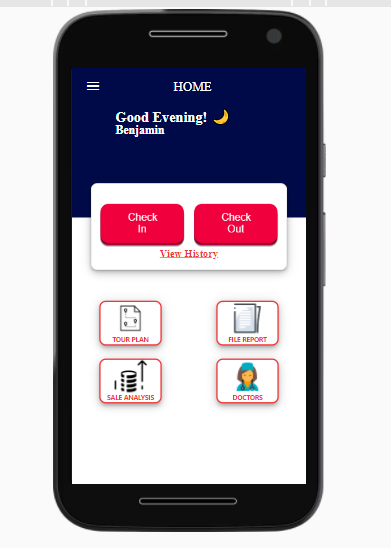 HOME
Good Evening! 🌙
Benjamin
Check
In
Check
Out
View History
TOUR PLAN
FILE REPORT
SALE ANALYSIS
DOCTORS